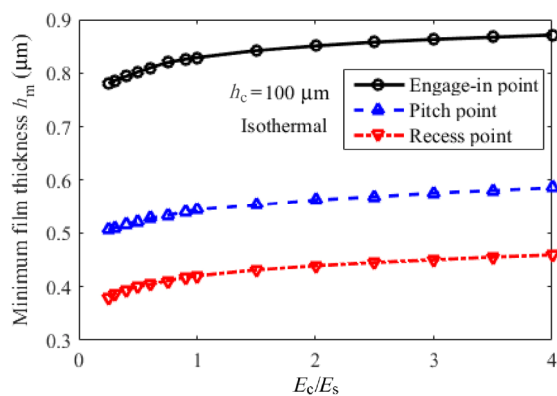 0.9
0.8
0.7
0.6
0.5
0.4
0.3
Minimum film thickness hm (μm)
hc = 100 μm
Isothermal
Engage-in point
Pitch point
Recess point
0 1 2 3 4
Ec/Es